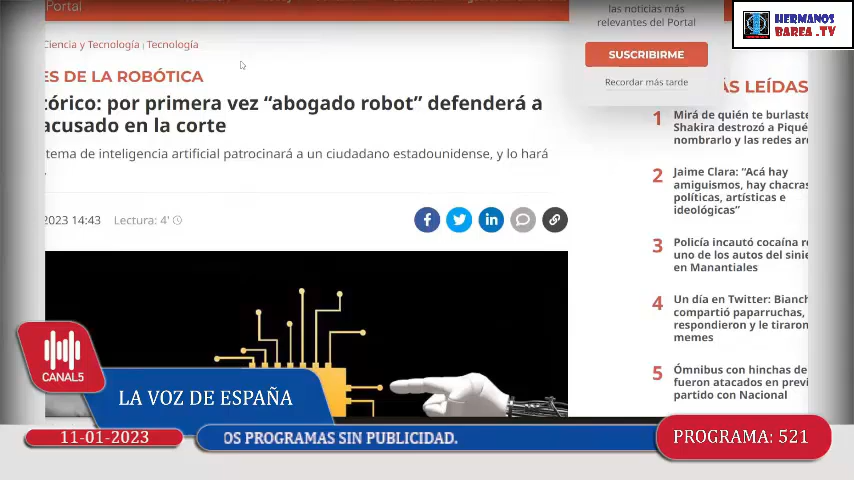 Portal
las noticias más
relevantes del Portal
SUSCRIBIRME
Recordar más tarde
HERMANOS
BAREA .TV
Ciencia y Tecnología | Tecnología
ES DE LA ROBÓTICA
tórico: por primera vez “abogado robot” defenderá a
acusado en la corte
tema de inteligencia artificial patrocinará a un ciudadano estadounidense, y lo hará
2023 14:43 Lectura: 4'
ÁS LEÍDAS
1 Mirá de quién te burlaste
Shakira destrozó a Piqué
nombrarlo y las redes ar
2 Jaime Clara: “Acá hay
amiguismos, hay chacras
políticas, artísticas e
ideológicas”
3 Policía incautó cocaína
uno de los autos del sinie
en Manantiales
4 Un día en Twitter: Bianch
compartió paparruchas,
respondieron y le tiraron
memes
5 Ómnibus con hinchas de
fueron atacados en previ
partido con Nacional
CANAL5
LA VOZ DE ESPAÑA
11-01-2023
OS PROGRAMAS SIN PUBLICIDAD.
PROGRAMA: 521